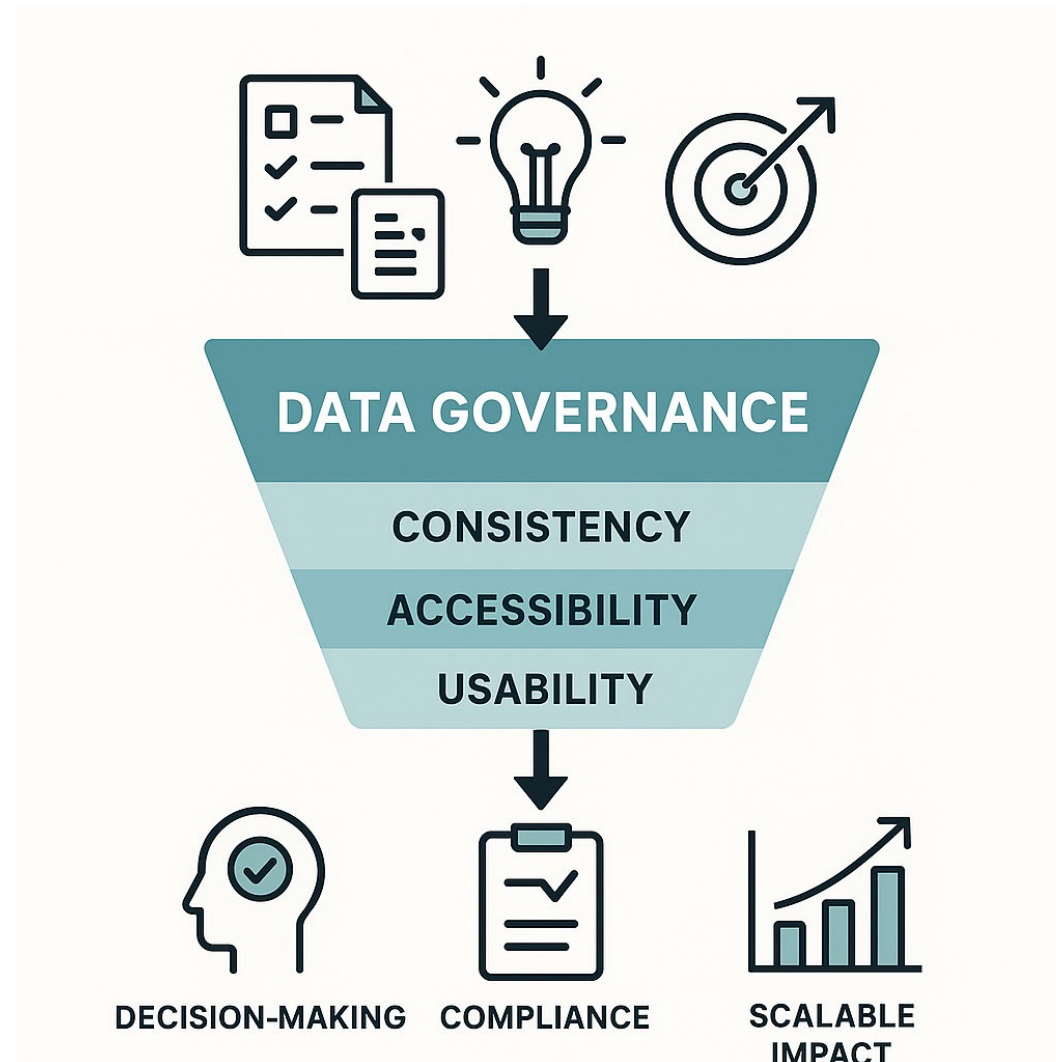 DATA GOVERNANCE
CONSISTENCY
ACCESSIBILITY
USABILITY
DECISION-MAKING
COMPLIANCE
SCALABLE
IMPACT